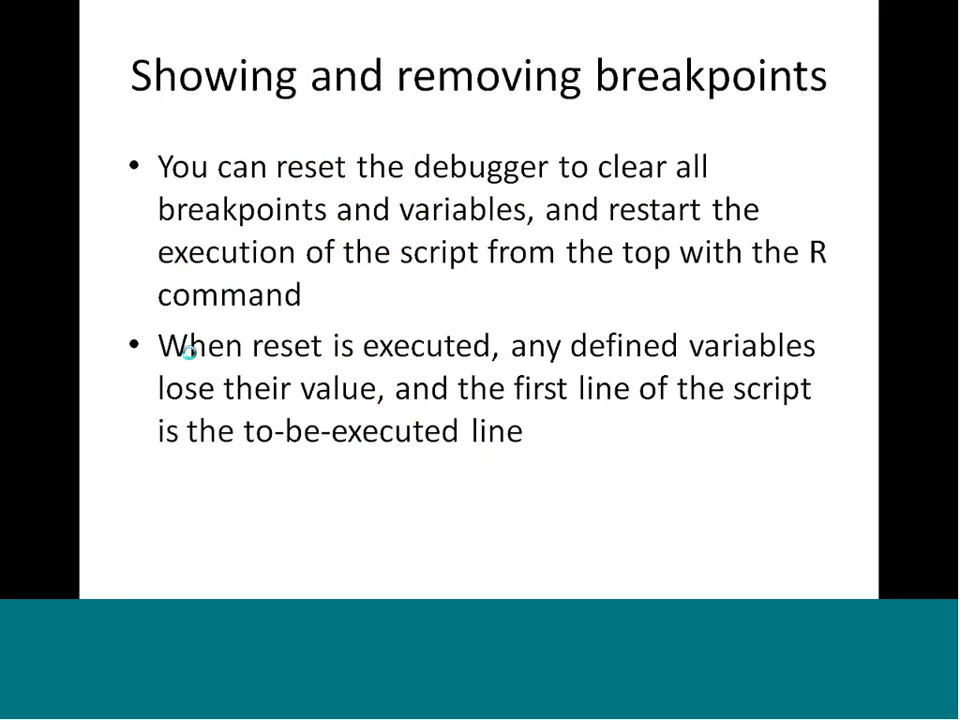 Showing and removing breakpoints
• You can reset the debugger to clear all
breakpoints and variables, and restart the
execution of the script from the top with the R
command
• When reset is executed, any defined variables
lose their value, and the first line of the script
is the to-be-executed line